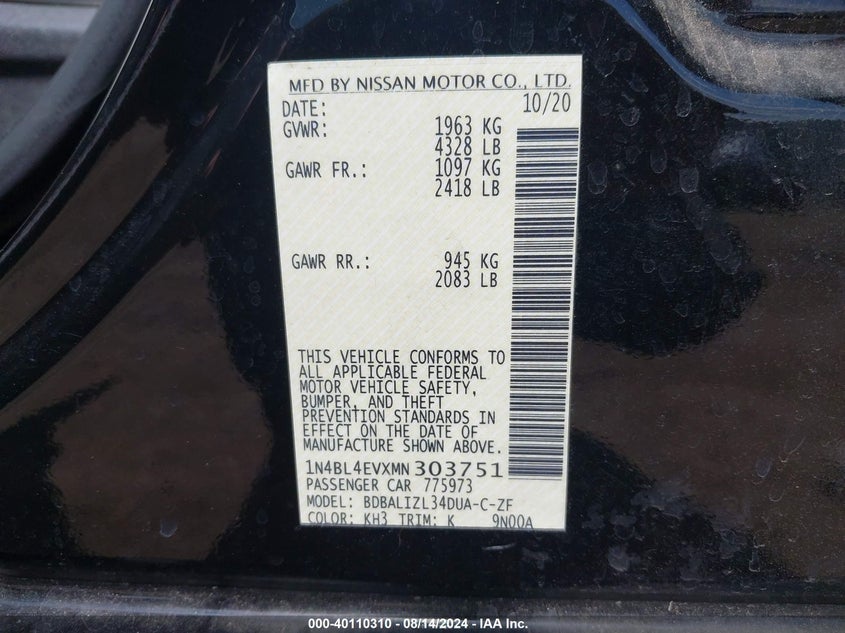 MFD BY NISSAN MOTOR CO., LTD.
DATE: 10/20
GVWR: 1963 KG
4328 LB
GAWR FR.: 1097 KG
2418 LB
GAWR RR.: 945 KG
2083 LB
THIS VEHICLE CONFORMS TO
ALL APPLICABLE FEDERAL
MOTOR VEHICLE SAFETY,
BUMPER, AND THEFT
PREVENTION STANDARDS IN
EFFECT ON THE DATE OF
MANUFACTURE SHOWN ABOVE.
1N4BL4EVXMN303751
PASSENGER CAR 775973
MODEL: BDBALIZL34DUA-C-ZF
COLOR: KH3 TRIM: K 9N00A
000-40110310 - 08/14/2024 - IAA Inc.